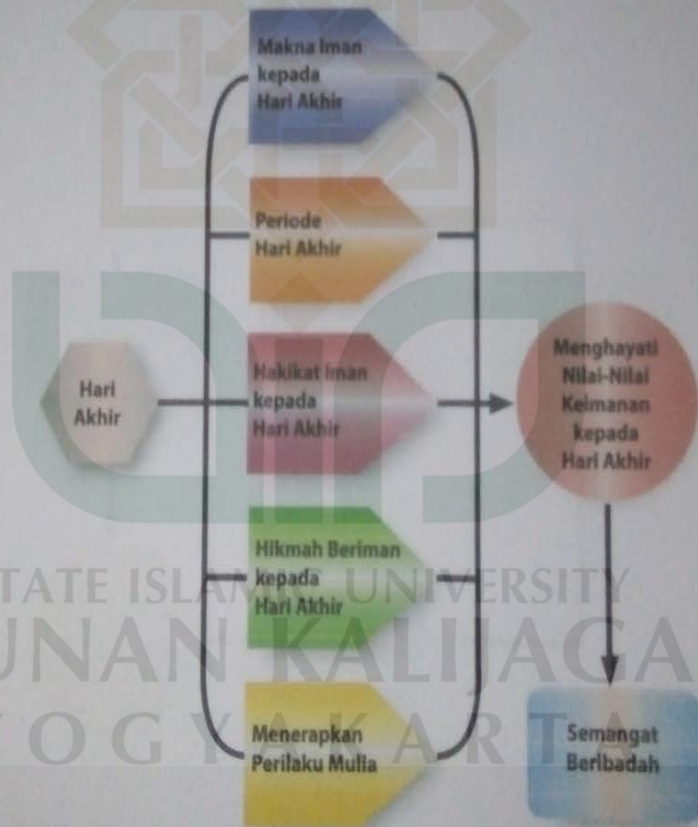 Makna Iman
kepada
Hari Akhir
Periode
Hari Akhir
Hari
Akhir
Hakikat Iman
kepada
Hari Akhir
Menghayati
Nilai-Nilai
Keimanan
kepada
Hari Akhir
Hikmah Beriman
kepada
Hari Akhir
Menerapkan
Perilaku Mulia
Semangat
Beribadah
TATE ISLAMIC UNIVERSITY
UNAN KALIJAGA
YOGYAKARTA